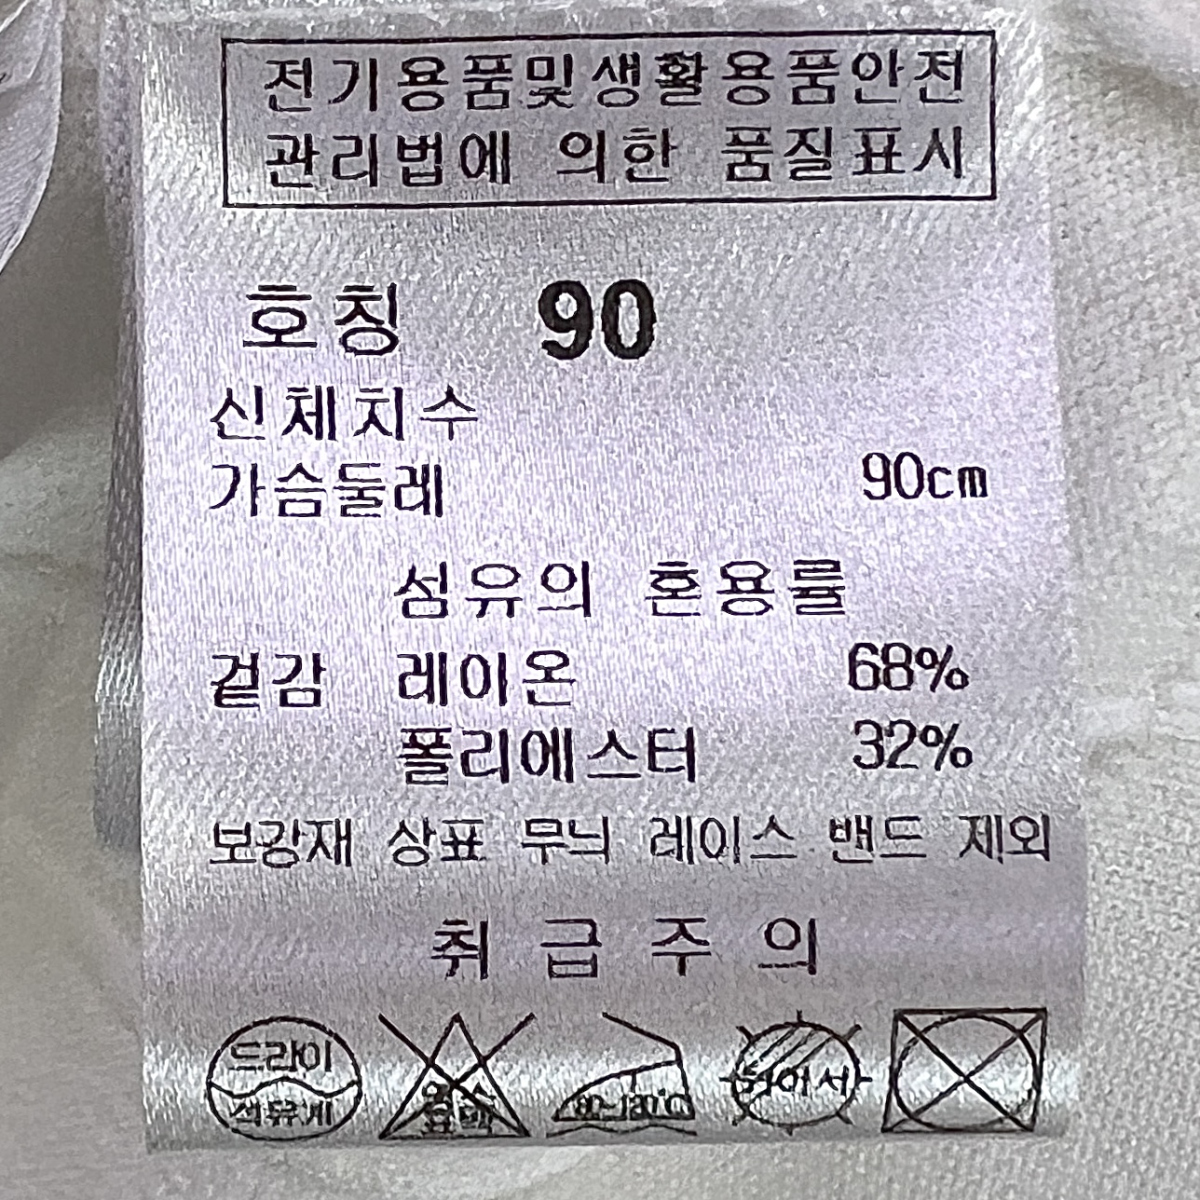 전기용품및생활용품안전
관리법에 의한 품질표시
호칭 90
신체치수
가슴둘레 90cm
섬유의 혼용률
겉감 레이온 68%
폴리에스터 32%
보강재 상표 무늬 레이스 밴드 제외
취급주의
드라이
석유계
80~120℃
뉘어서